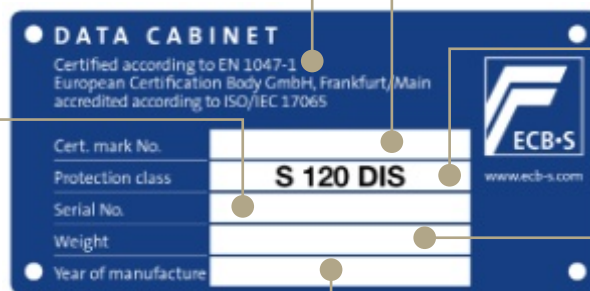 DATA CABINET
Certified according to EN 1047-1
European Certification Body GmbH, Frankfurt/Main
accredited according to ISO/IEC 17065
ECB•S
www.ecb-s.com
Cert. mark No.
Protection class S 120 DIS
Serial No.
Weight
Year of manufacture